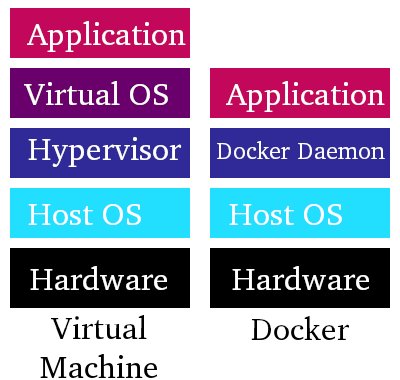 Application
Virtual OS
Hypervisor
Host OS
Hardware
Virtual
Machine
Application
Docker Daemon
Host OS
Hardware
Docker